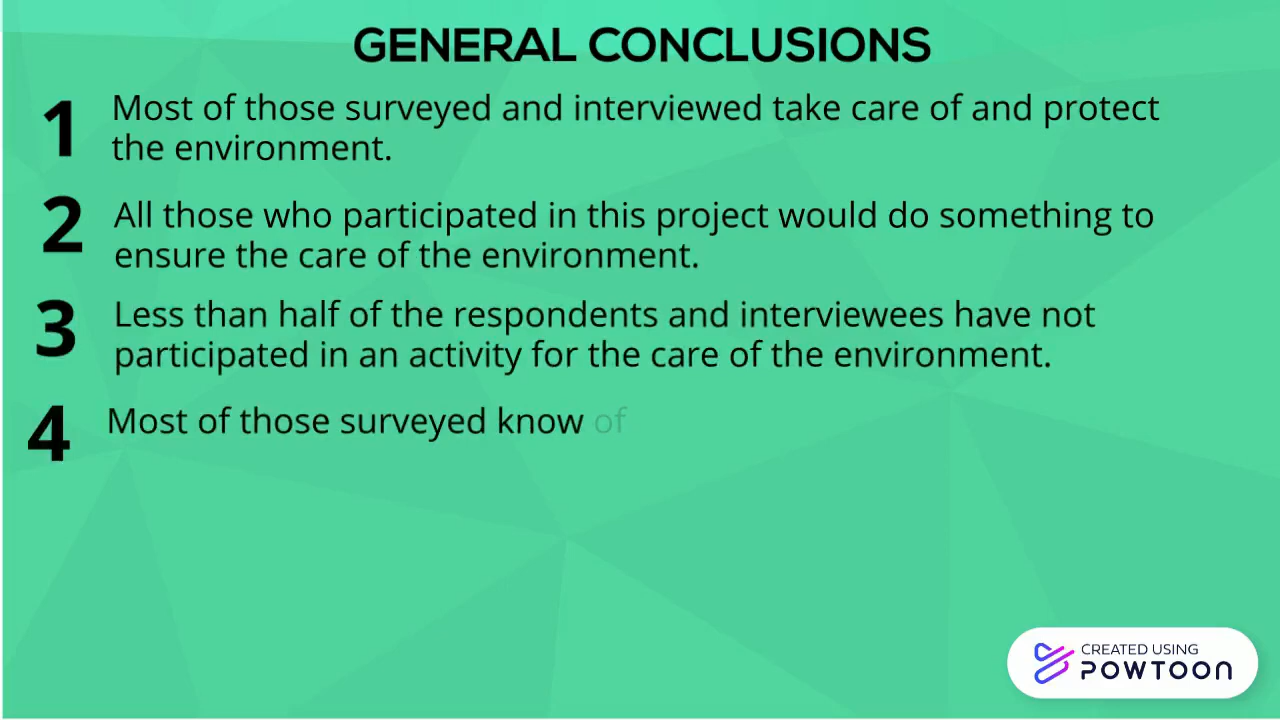 GENERAL CONCLUSIONS
1 Most of those surveyed and interviewed take care of and protect
the environment.
2 All those who participated in this project would do something to
ensure the care of the environment.
3 Less than half of the respondents and interviewees have not
participated in an activity for the care of the environment.
4 Most of those surveyed know of
CREATED USING
POWTOON